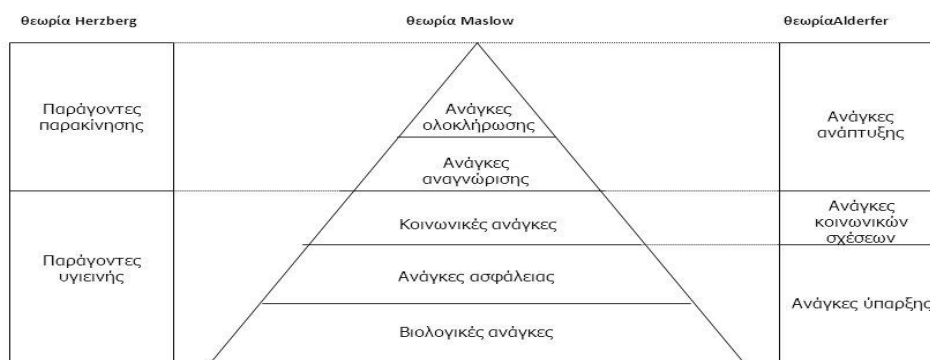 θεωρία Herzberg
θεωρία Maslow
θεωρίαAlderfer
Παράγοντες
παρακίνησης
Ανάγκες
ολοκλήρωσης
Ανάγκες
αναγνώρισης
Ανάγκες
ανάπτυξης
Παράγοντες
υγιεινής
Κοινωνικές ανάγκες
Ανάγκες ασφάλειας
Βιολογικές ανάγκες
Ανάγκες
κοινωνικών
σχέσεων
Ανάγκες ύπαρξης